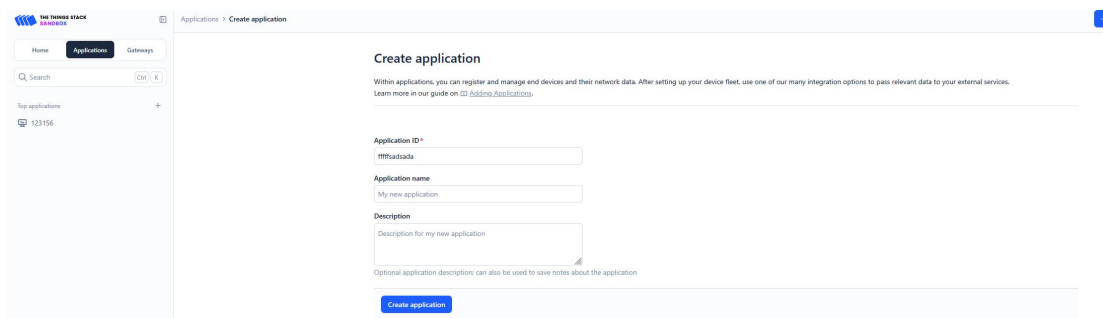 THE THINGS STACK
SANDBOX
Applications > Create application
Home Applications Gateways
Search Ctrl K
Top applications +
123156
Create application
Within applications, you can register and manage end devices and their network data. After setting up your device fleet, use one of our many integration options to pass relevant data to your external services.
Learn more in our guide on Adding Applications.
Application ID*
fffffsadsada
Application name
My new application
Description
Description for my new application
Optional application description; can also be used to save notes about the application
Create application